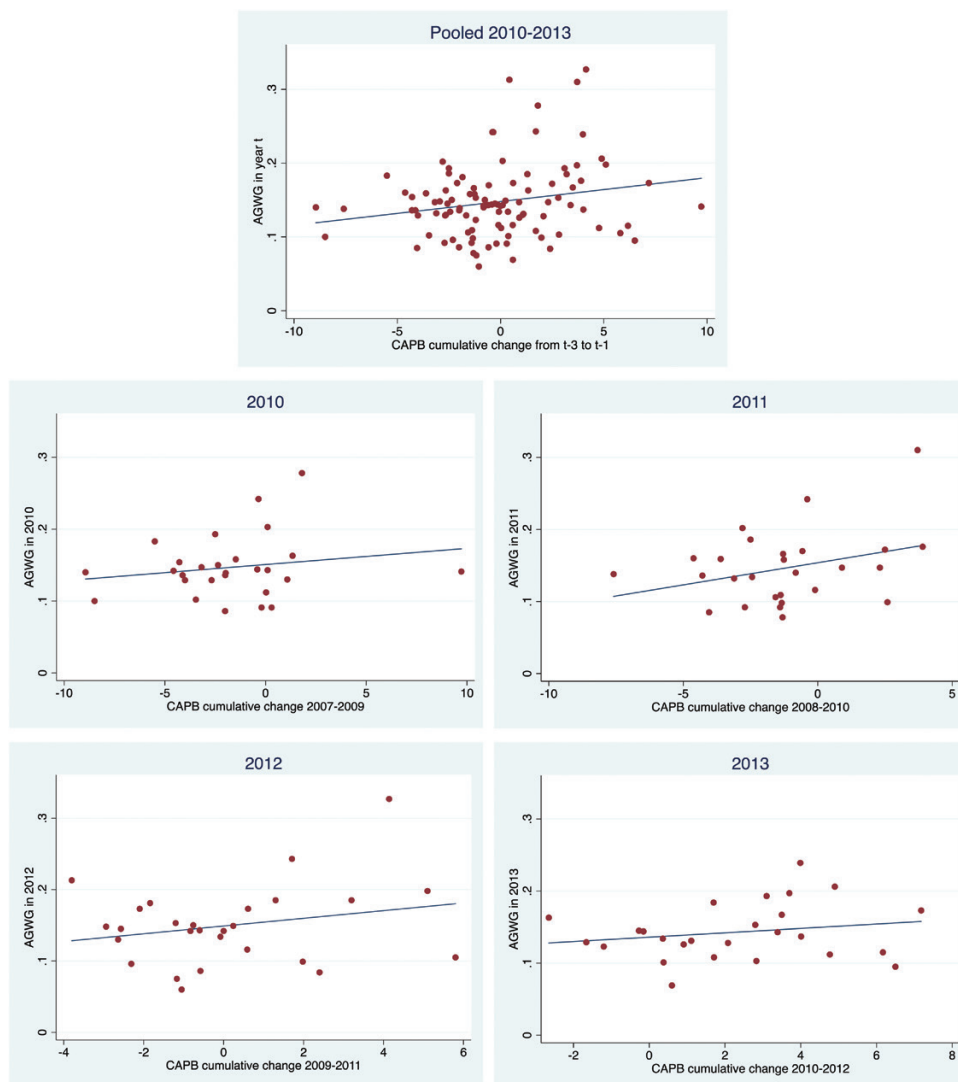 Pooled 2010-2013
AGWG in year t
.3
.2
.1
0
-10 -5 0 5 10
CAPB cumulative change from t-3 to t-1
2010
AGWG in 2010
.3
.2
.1
0
-10 -5 0 5 10
CAPB cumulative change 2007-2009
2011
AGWG in 2011
.3
.2
.1
0
-10 -5 0 5
CAPB cumulative change 2008-2010
2012
AGWG in 2012
.3
.2
.1
0
-4 -2 0 2 4 6
CAPB cumulative change 2009-2011
2013
AGWG in 2013
.3
.2
.1
0
-2 0 2 4 6 8
CAPB cumulative change 2010-2012